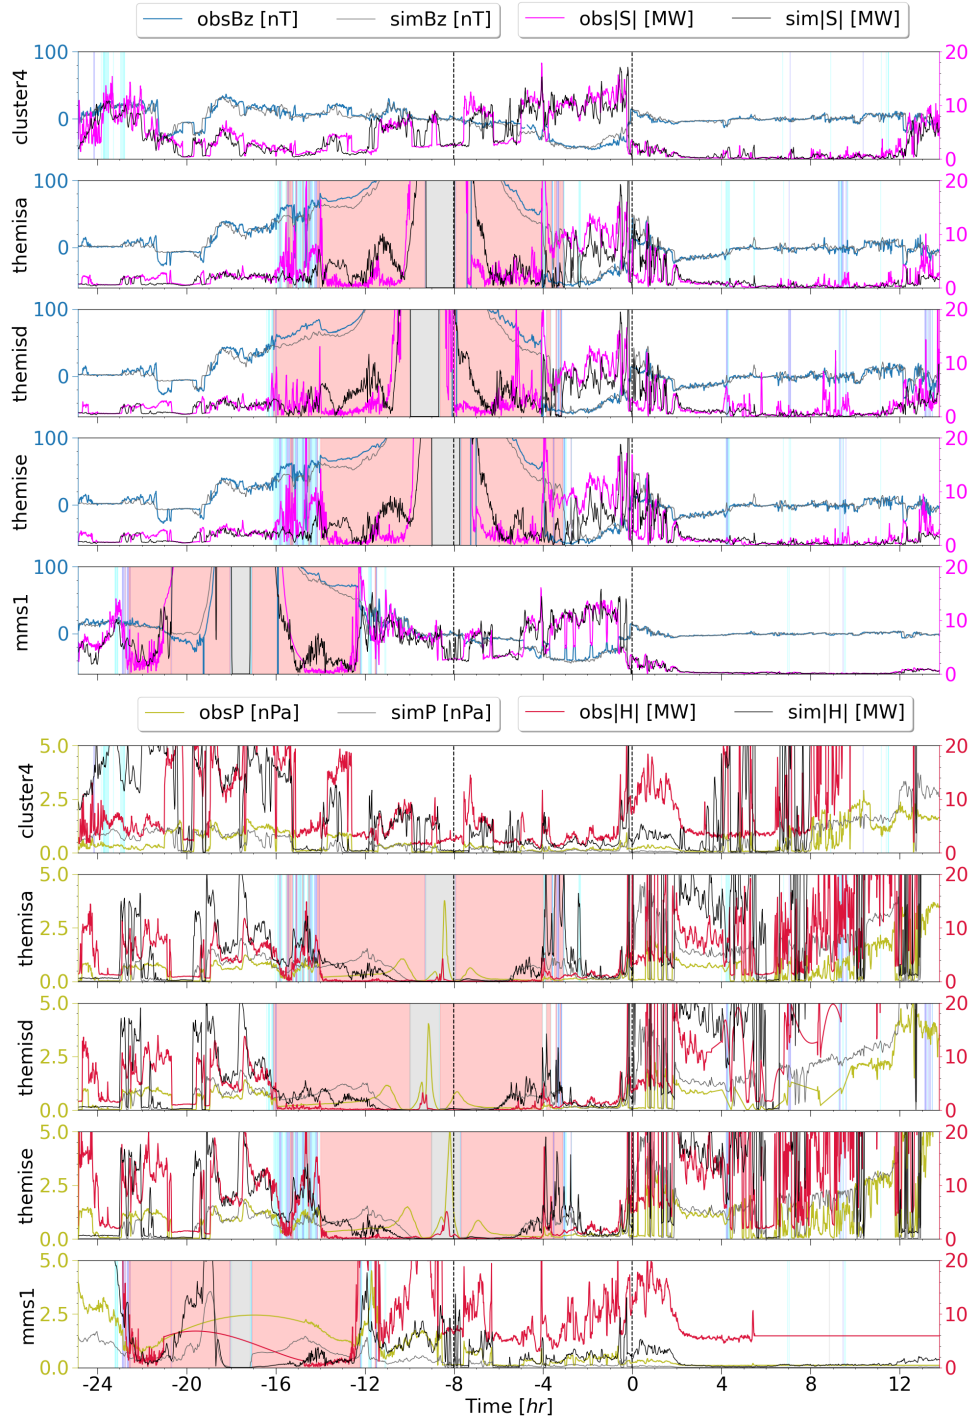 obsBz [nT] simBz [nT] obs|S| [MW] sim|S| [MW]
100 20
cluster4 10
0
0
100 20
themisa 10
0
0
100 20
themisd 10
0
0
100 20
themise 10
0
0
100 20
mms1 10
0
0
obsP [nPa] simP [nPa] obs|H| [MW] sim|H| [MW]
5.0 20
cluster4 2.5 10
0.0 0
5.0 20
themisa 2.5 10
0.0 0
5.0 20
themisd 2.5 10
0.0 0
5.0 20
themise 2.5 10
0.0 0
5.0 20
mms1 2.5 10
0.0 0
-24 -20 -16 -12 -8 -4 0 4 8 12
Time [hr]